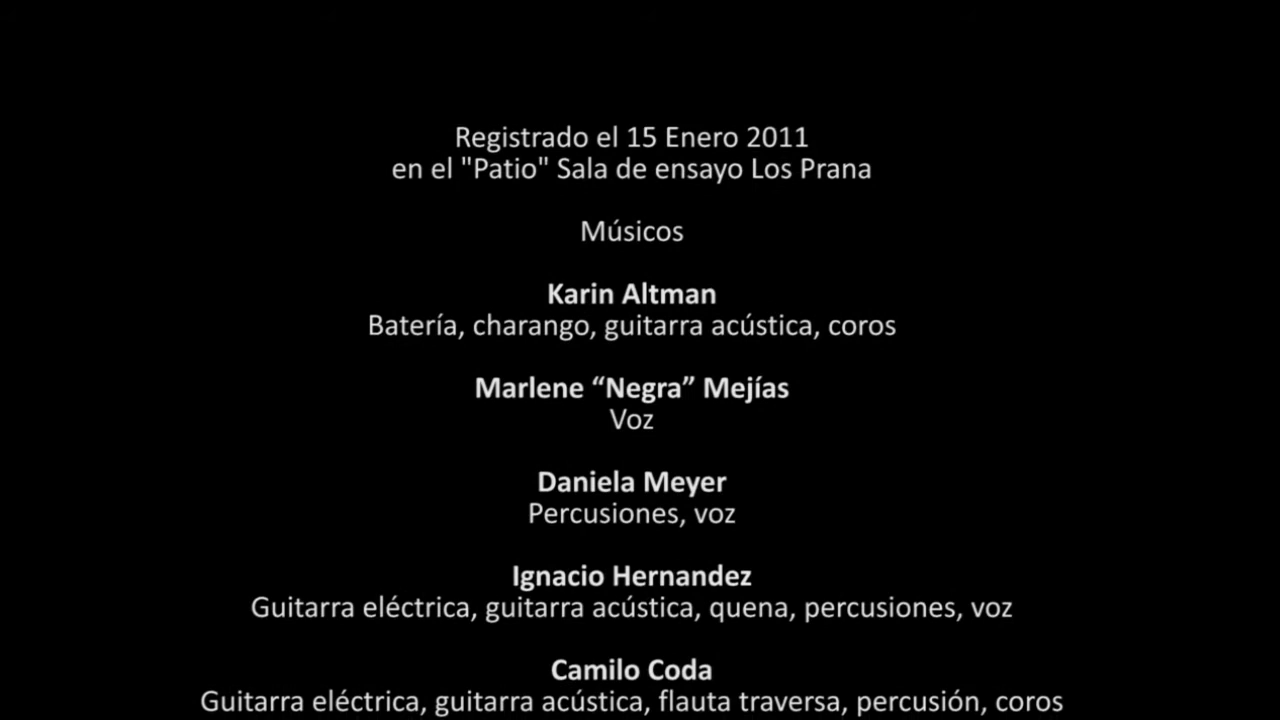 Registrado el 15 Enero 2011
en el "Patio" Sala de ensayo Los Prana
Músicos
Karin Altman
Batería, charango, guitarra acústica, coros
Marlene “Negra” Mejías
Voz
Daniela Meyer
Percusiones, voz
Ignacio Hernandez
Guitarra eléctrica, guitarra acústica, quena, percusiones, voz
Camilo Coda
Guitarra eléctrica, guitarra acústica, flauta traversa, percusión, coros